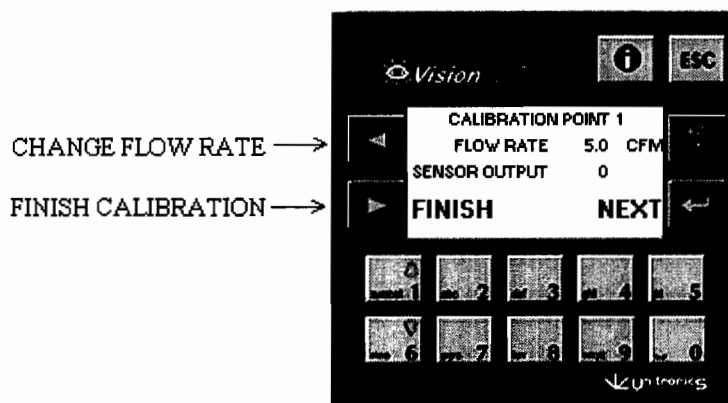 ESC
Vision
CALIBRATION POINT 1
CHANGE FLOW RATE
FLOW RATE 5.0 CFM
SENSOR OUTPUT 0
FINISH CALIBRATION
FINISH NEXT
1 2 3 4 5
6 7 8 9 0
Unitronics